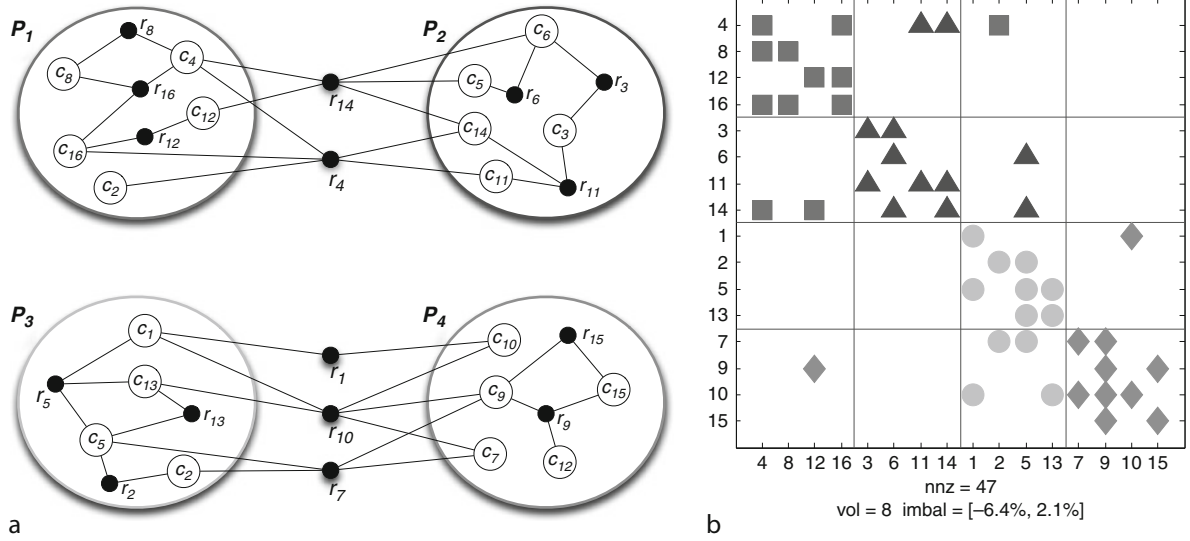 P1
r8
c8
c4
r16
c12
r12
c16
c2
r14
r4
P2
c6
c5
r6
r3
c14
c3
c11
r11
P3
c1
r5
c13
r13
c5
r2
c2
r1
r10
r7
P4
c10
r15
c9
c15
r9
c7
c12
a
4
8
12
16
3
6
11
14
1
2
5
13
7
9
10
15
4 8 12 16 3 6 11 14 1 2 5 13 7 9 10 15
nnz = 47
vol = 8 imbal = [–6.4%, 2.1%]
b